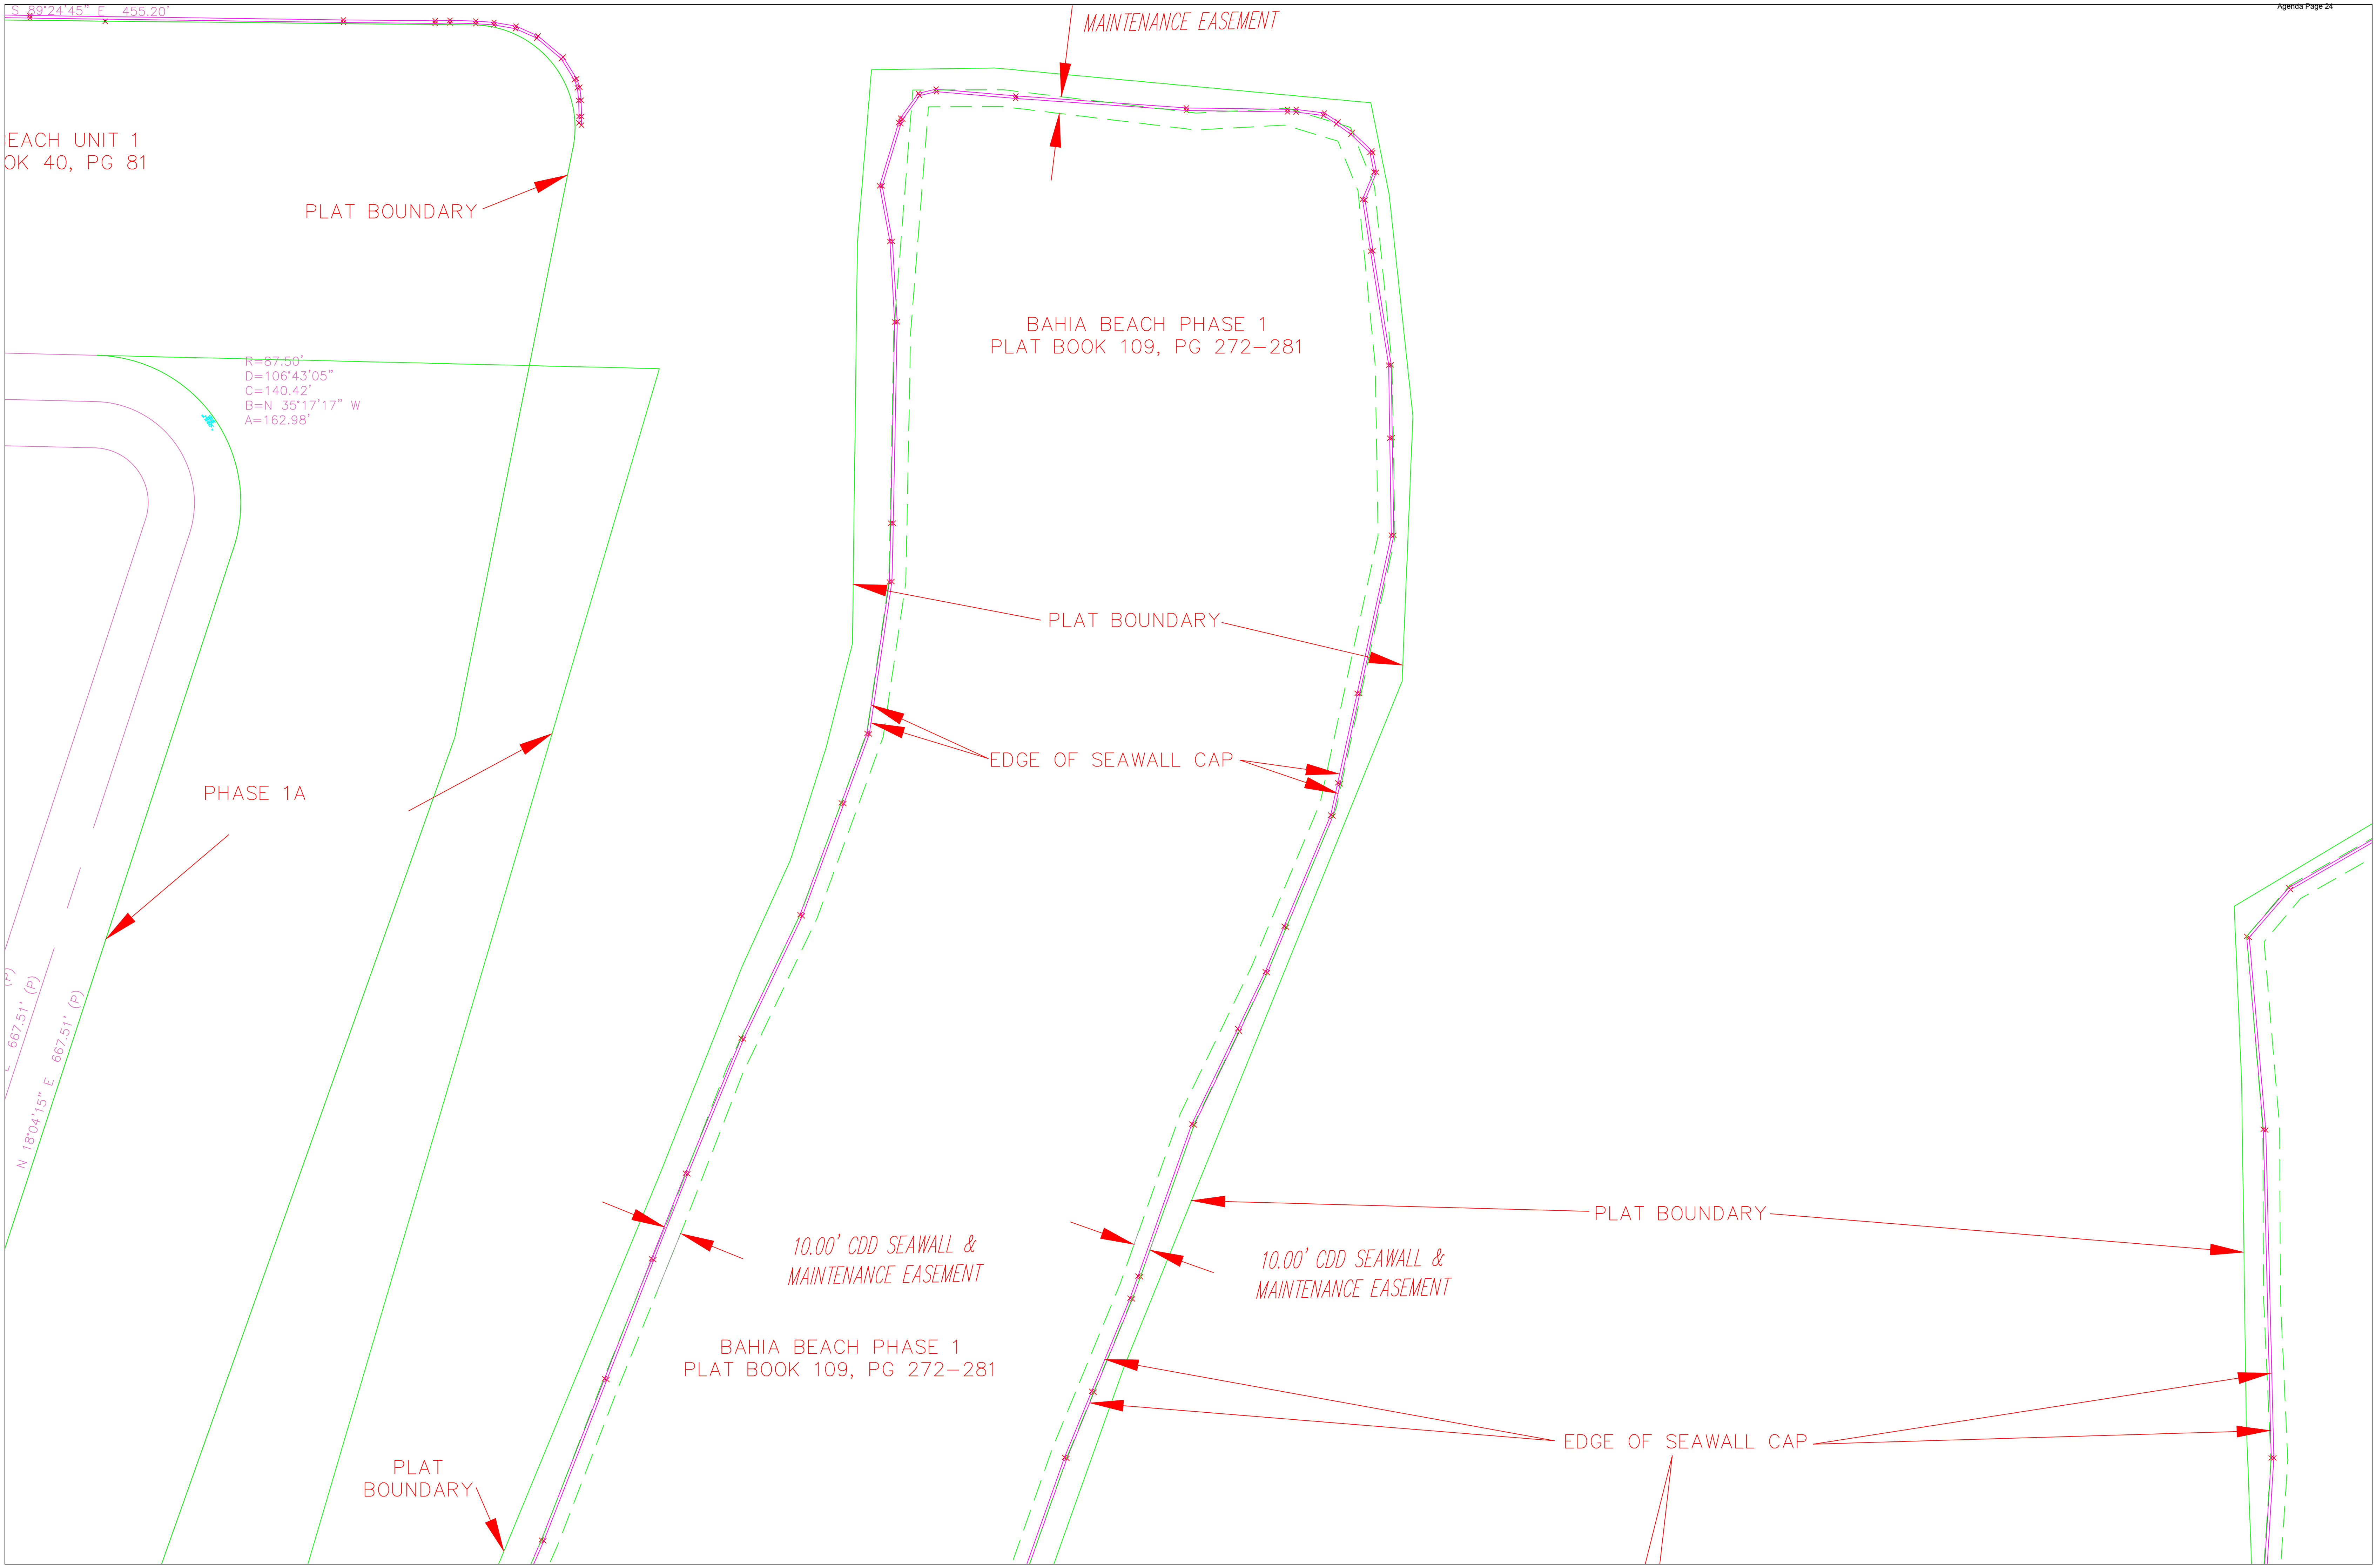 Agenda Page 24
S 89°24'45" E 455.20'
MAINTENANCE EASEMENT
EACH UNIT 1
OK 40, PG 81
PLAT BOUNDARY
BAHIA BEACH PHASE 1
PLAT BOOK 109, PG 272-281
R=87.50'
D=106°43'05"
C=140.42'
B=N 35°17'17" W
A=162.98'
PLAT BOUNDARY
EDGE OF SEAWALL CAP
PHASE 1A
(P)
E 667.51' (P)
N 18°04'15" E 667.51' (P)
PLAT BOUNDARY
10.00' CDD SEAWALL &
MAINTENANCE EASEMENT
10.00' CDD SEAWALL &
MAINTENANCE EASEMENT
BAHIA BEACH PHASE 1
PLAT BOOK 109, PG 272-281
EDGE OF SEAWALL CAP
PLAT
BOUNDARY